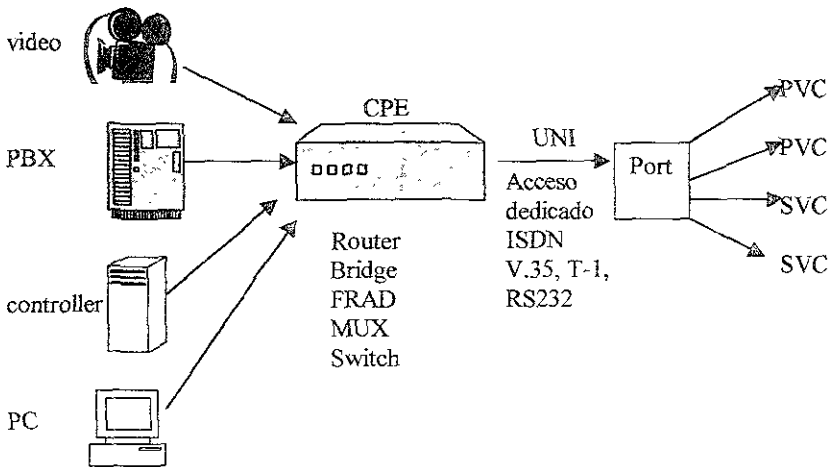 video
PBX
controller
PC
CPE
Router
Bridge
FRAD
MUX
Switch
UNI
Acceso
dedicado
ISDN
V.35, T-1,
RS232
Port
PVC
PVC
SVC
SVC